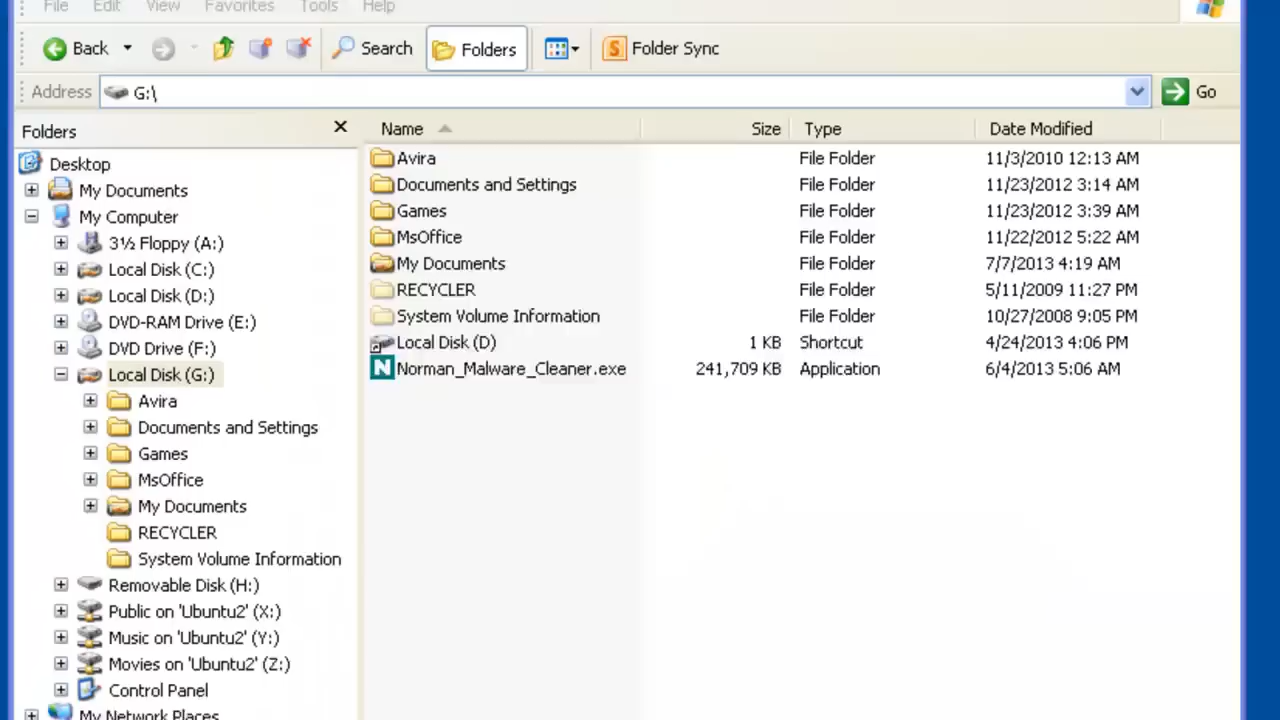 File Edit View Favorites Tools Help
Back Search Folders Folder Sync
Address G:\ Go
Folders
Desktop
My Documents
My Computer
3½ Floppy (A:)
Local Disk (C:)
Local Disk (D:)
DVD-RAM Drive (E:)
DVD Drive (F:)
Local Disk (G:)
Avira
Documents and Settings
Games
MsOffice
My Documents
RECYCLER
System Volume Information
Removable Disk (H:)
Public on 'Ubuntu2' (X:)
Music on 'Ubuntu2' (Y:)
Movies on 'Ubuntu2' (Z:)
Control Panel
My Network Places
Name Size Type Date Modified
Avira File Folder 11/3/2010 12:13 AM
Documents and Settings File Folder 11/23/2012 3:14 AM
Games File Folder 11/23/2012 3:39 AM
MsOffice File Folder 11/22/2012 5:22 AM
My Documents File Folder 7/7/2013 4:19 AM
RECYCLER File Folder 5/11/2009 11:27 PM
System Volume Information File Folder 10/27/2008 9:05 PM
Local Disk (D) 1 KB Shortcut 4/24/2013 4:06 PM
Norman_Malware_Cleaner.exe 241,709 KB Application 6/4/2013 5:06 AM